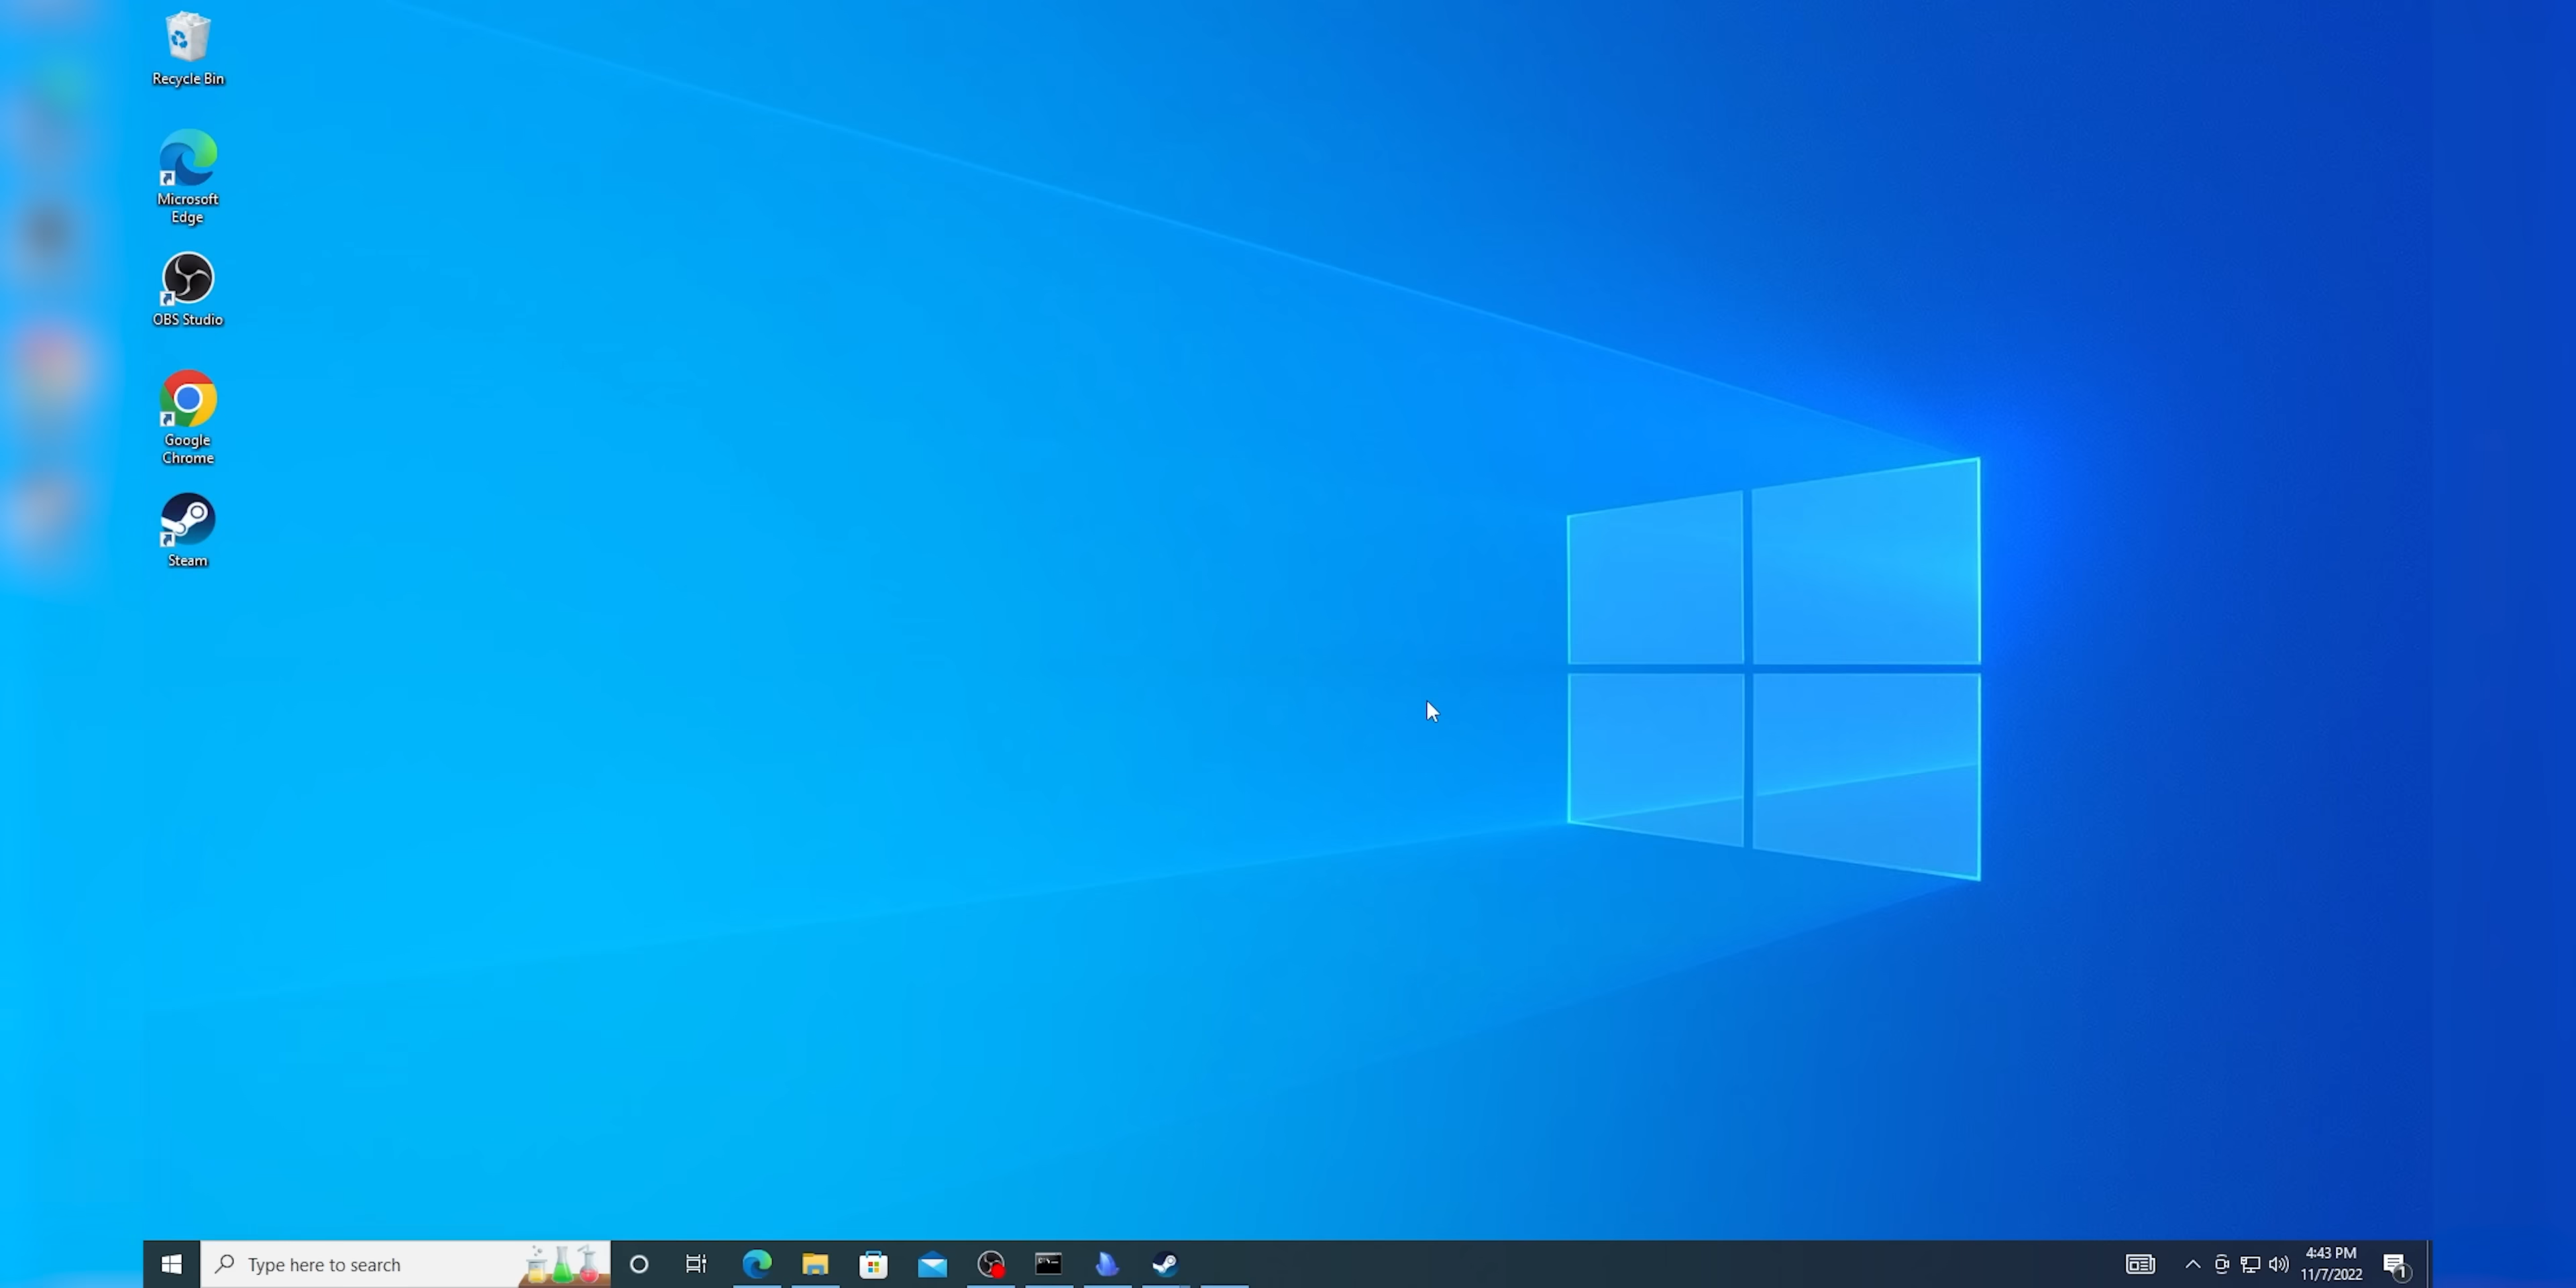 Recycle Bin
Microsoft
Edge
OBS Studio
Google
Chrome
Steam
Type here to search
4:43 PM
11/7/2022
1